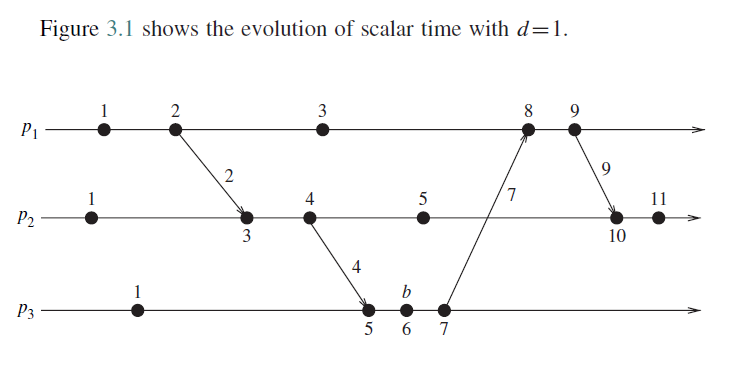 Figure 3.1 shows the evolution of scalar time with d=1.
1 2 3 8 9
p1
2 9
1 4 5 7 11
p2
3 10
4
1 b
p3
5 6 7